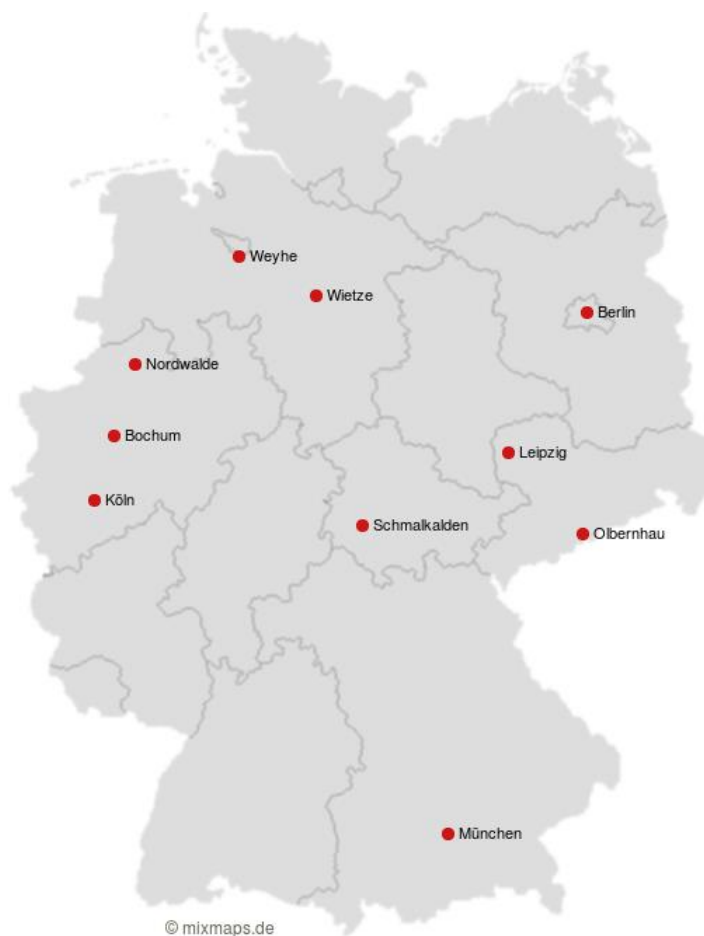 Weyhe
Wietze
Berlin
Nordwalde
Bochum
Leipzig
Köln
Schmalkalden
Olbernhau
München
© mixmaps.de